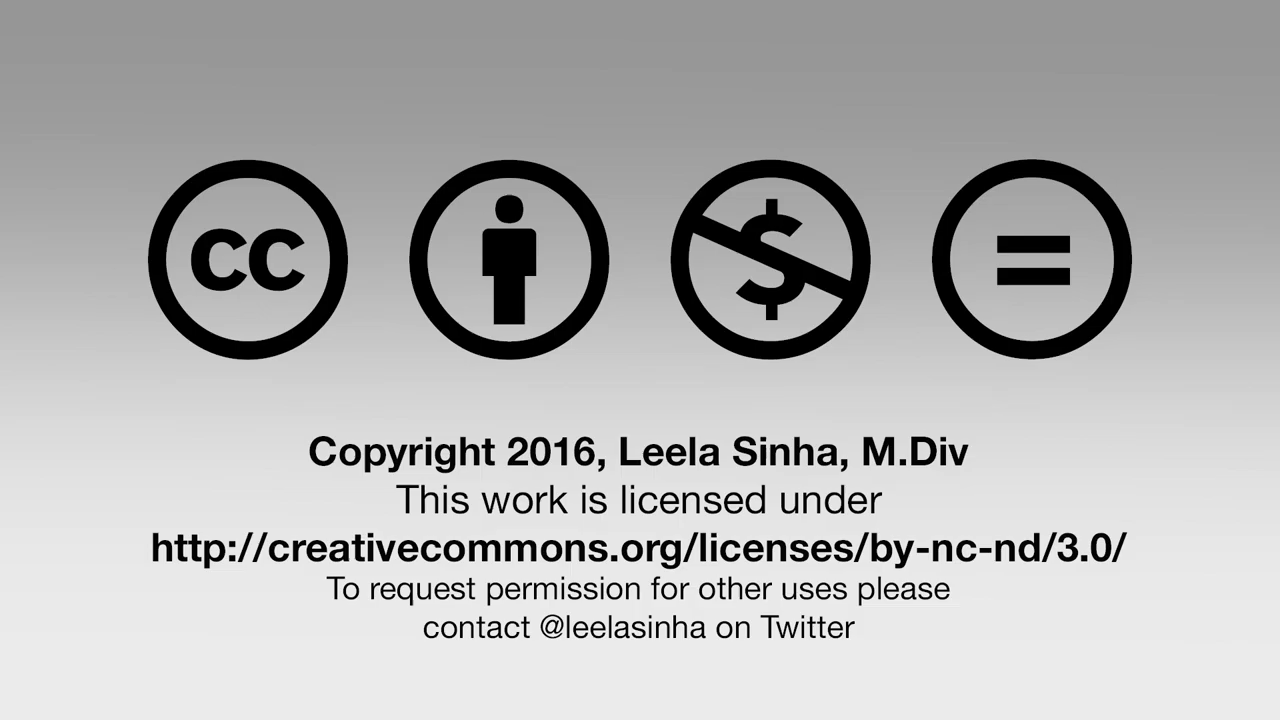 cc
$
=
Copyright 2016, Leela Sinha, M.Div
This work is licensed under
http://creativecommons.org/licenses/by-nc-nd/3.0/
To request permission for other uses please
contact @leelasinha on Twitter